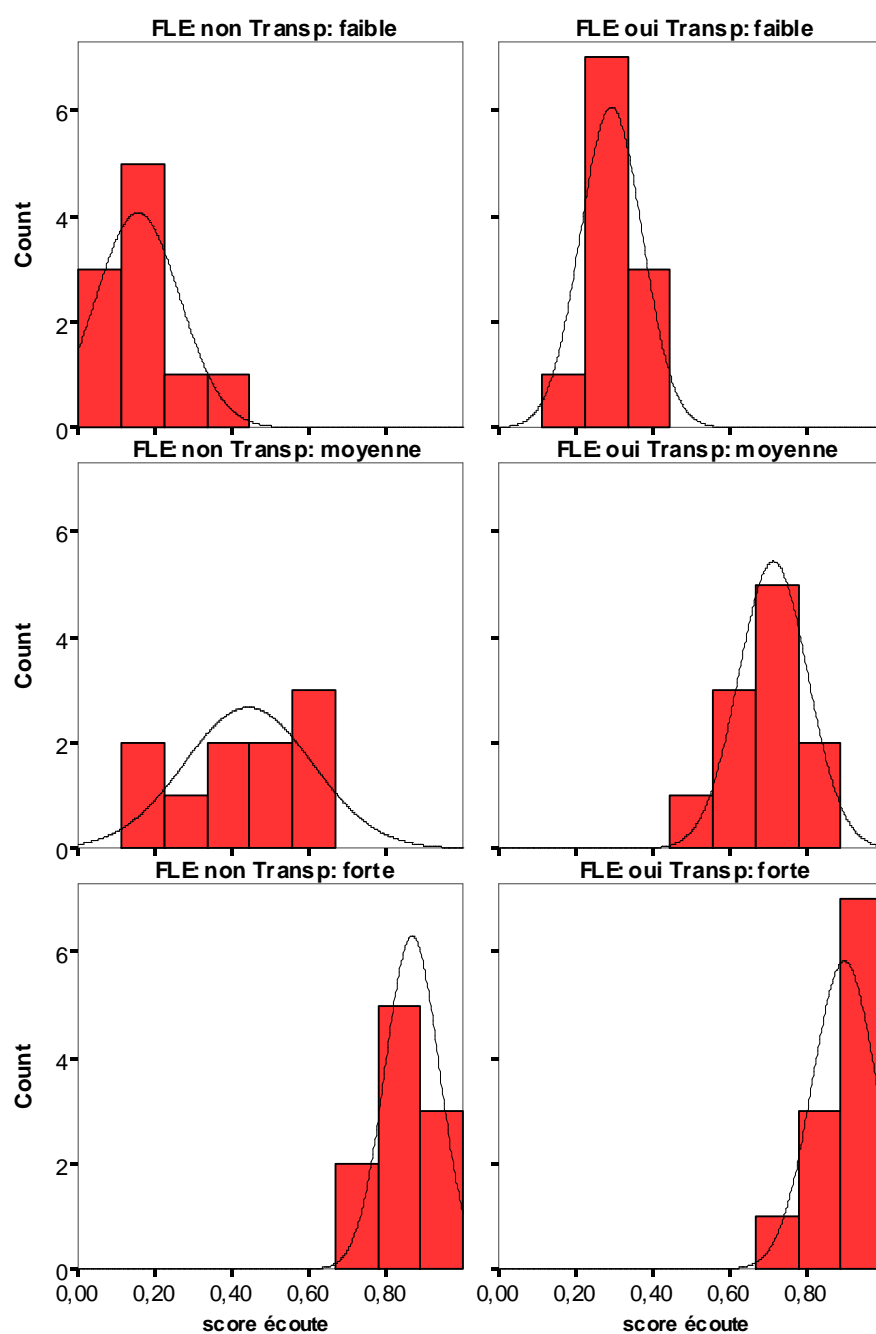 FLE: non Transp: faible
FLE: oui Transp: faible
6
4
2
0
Count
FLE: non Transp: moyenne
FLE: oui Transp: moyenne
6
4
2
0
Count
FLE: non Transp: forte
FLE: oui Transp: forte
6
4
2
0
Count
0,00 0,20 0,40 0,60 0,80
0,00 0,20 0,40 0,60 0,80
score écoute
score écoute